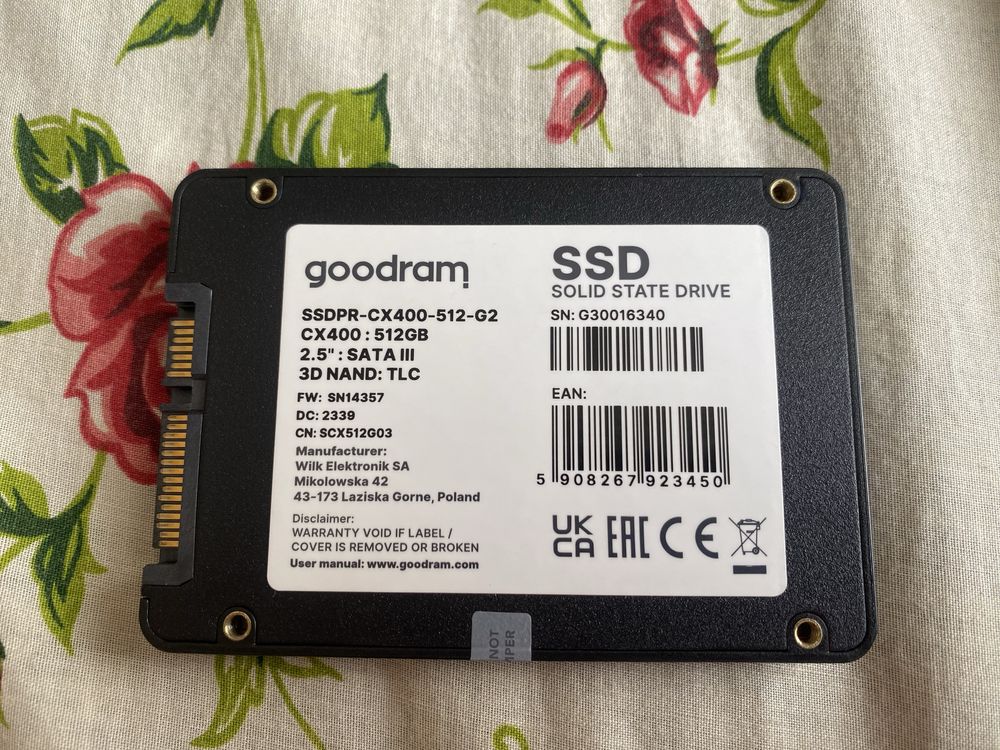 goodram
SSDPR-CX400-512-G2
CX400 : 512GB
2.5" : SATA III
3D NAND: TLC
FW: SN14357
DC: 2339
CN: SCX512G03
Manufacturer:
Wilk Elektronik SA
Mikolowska 42
43-173 Laziska Gorne, Poland
Disclaimer:
WARRANTY VOID IF LABEL /
COVER IS REMOVED OR BROKEN
User manual: www.goodram.com
SSD
SOLID STATE DRIVE
SN: G30016340
EAN:
5 908267 923450
UK
CA EAC CE
NOT
MPER